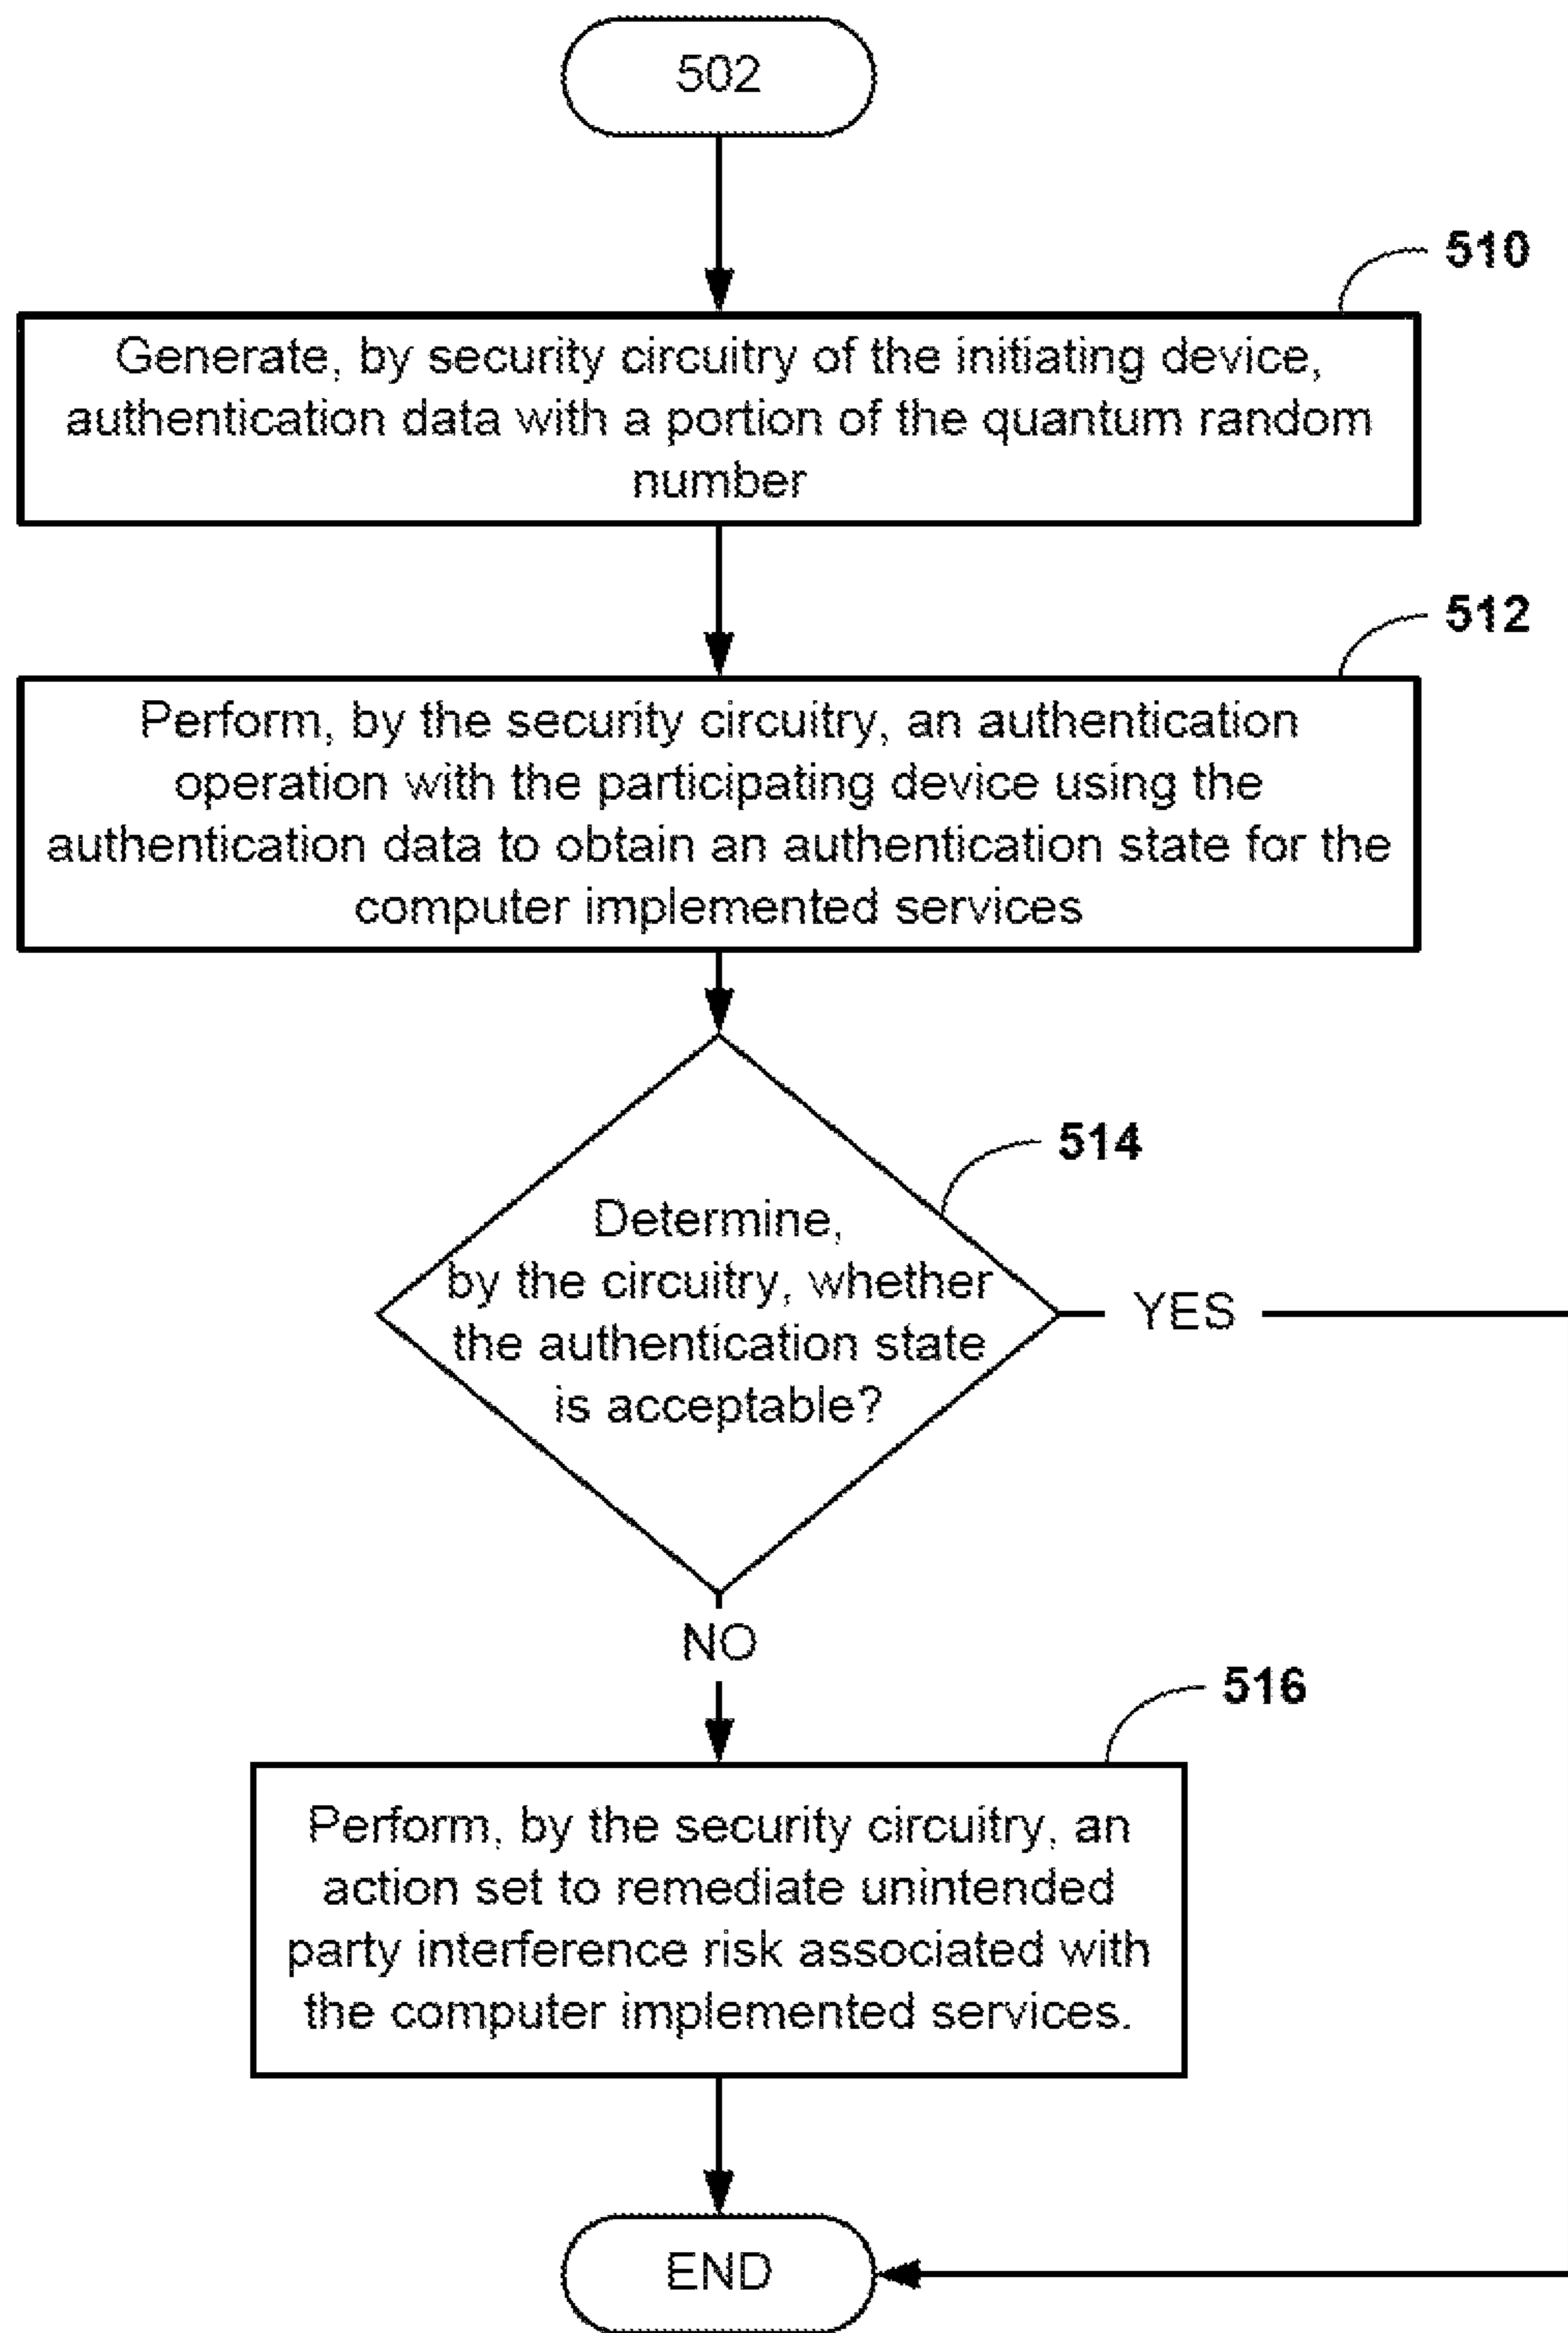 502
510
Generate, by security circuitry of the initiating device,
authentication data with a portion of the quantum random
number
512
Perform, by the security circuitry, an authentication
operation with the participating device using the
authentication data to obtain an authentication state for the
computer implemented services
514
Determine,
by the circuitry, whether
the authentication state
is acceptable?
YES
NO
516
Perform, by the security circuitry, an
action set to remediate unintended
party interference risk associated with
the computer implemented services.
END